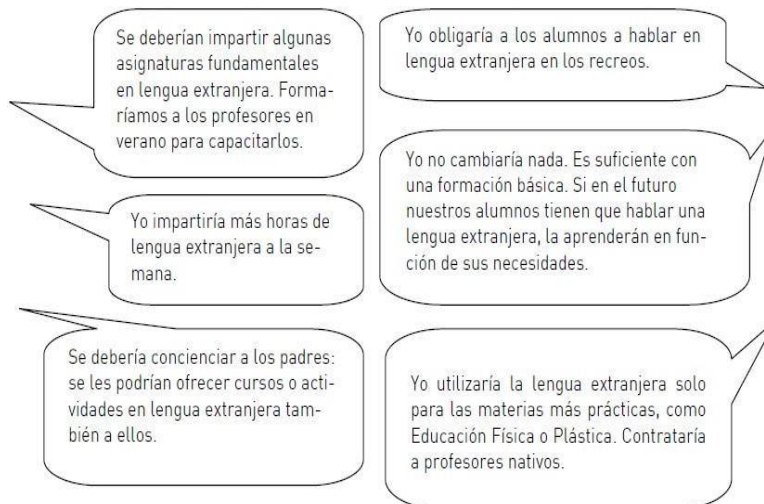 Se deberían impartir algunas
asignaturas fundamentales
en lengua extranjera. Forma-
ríamos a los profesores en
verano para capacitarlos.
Yo obligaría a los alumnos a hablar en
lengua extranjera en los recreos.
Yo impartiría más horas de
lengua extranjera a la se-
mana.
Yo no cambiaría nada. Es suficiente con
una formación básica. Si en el futuro
nuestros alumnos tienen que hablar una
lengua extranjera, la aprenderán en fun-
ción de sus necesidades.
Se debería concienciar a los padres:
se les podrían ofrecer cursos o acti-
vidades en lengua extranjera tam-
bién a ellos.
Yo utilizaría la lengua extranjera solo
para las materias más prácticas, como
Educación Física o Plástica. Contrataría
a profesores nativos.